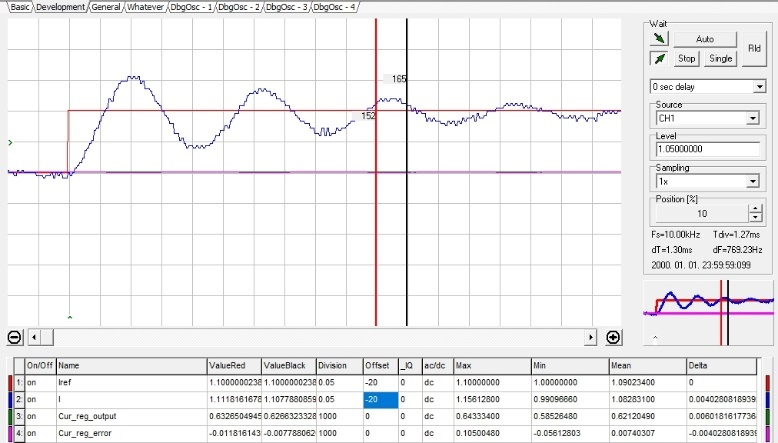 Basic Development General Whatever DbgOsc - 1 DbgOsc - 2 DbgOsc - 3 DbgOsc - 4
165
152
Wait
Auto
Stop Single
Rld
0 sec delay
Source
CH1
Level
1.05000000
Sampling
1x
Position [%]
10
Fs=10.00kHz Tdiv=1.27ms
dT=1.30ms dF=769.23Hz
2000. 01. 01. 23:59:59:099
On/Off Name ValueRed ValueBlack Division Offset _IQ ac/dc Max Min Mean Delta
1: on Iref 1.1000000238 1.1000000238 0.05 -20 0 dc 1.10000000 1.00000000 1.09023400 0
2: on I 1.1118161678 1.1077880859 0.05 -20 0 dc 1.15612800 0.99096660 1.08283100 0.0040280818939
3: on Cur_reg_output 0.6326504945 0.6266323328 1000 0 0 dc 0.64333400 0.58526480 0.62120490 0.0060181617736
4: on Cur_reg_error -0.011816143 -0.007788062 1000 0 0 dc 0.10500480 -0.05612803 0.00740307 -0.004028081893